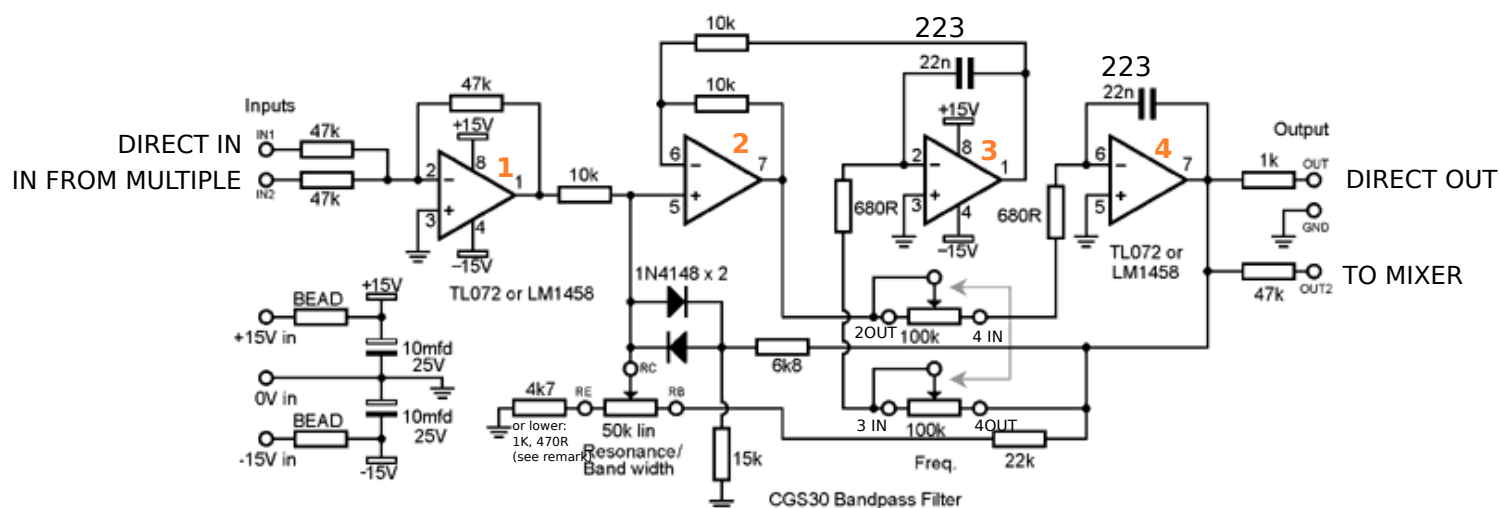 10k
223
22n
223
22n
47k
10k
Inputs
+15V
+15V
Output
DIRECT IN
IN1
47k
2
8
1
1
6
2
7
2
8
3
1
6
4
7
1k
OUT
DIRECT OUT
IN FROM MULTIPLE
IN2
47k
3
4
10k
5
680R
3
4
680R
5
GND
-15V
-15V
TL072 or
LM1458
1N4148 x 2
TL072 or LM1458
47k
OUT2
TO MIXER
BEAD
+15V
+15V in
10mfd
25V
2OUT
100k
4 IN
6k8
RC
0V in
4k7
RE
RB
BEAD
10mfd
25V
or lower:
1K, 470R
(see remark)
50k lin
Resonance/
Band width
3 IN
100k
4OUT
-15V in
-15V
15k
Freq.
22k
CGS30 Bandpass Filter